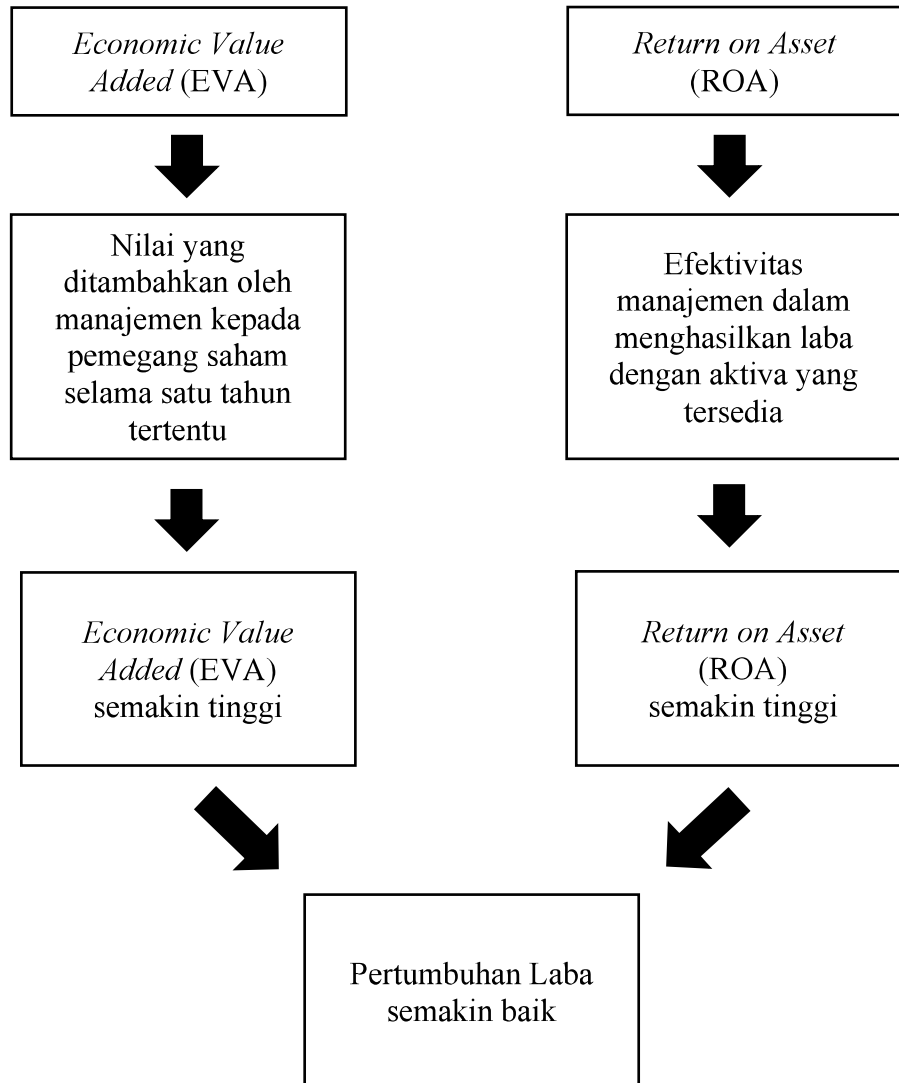 Economic Value
Added (EVA)
Return on Asset
(ROA)
Nilai yang
ditambahkan oleh
manajemen kepada
pemegang saham
selama satu tahun
tertentu
Efektivitas
manajemen dalam
menghasilkan laba
dengan aktiva yang
tersedia
Economic Value
Added (EVA)
semakin tinggi
Return on Asset
(ROA)
semakin tinggi
Pertumbuhan Laba
semakin baik